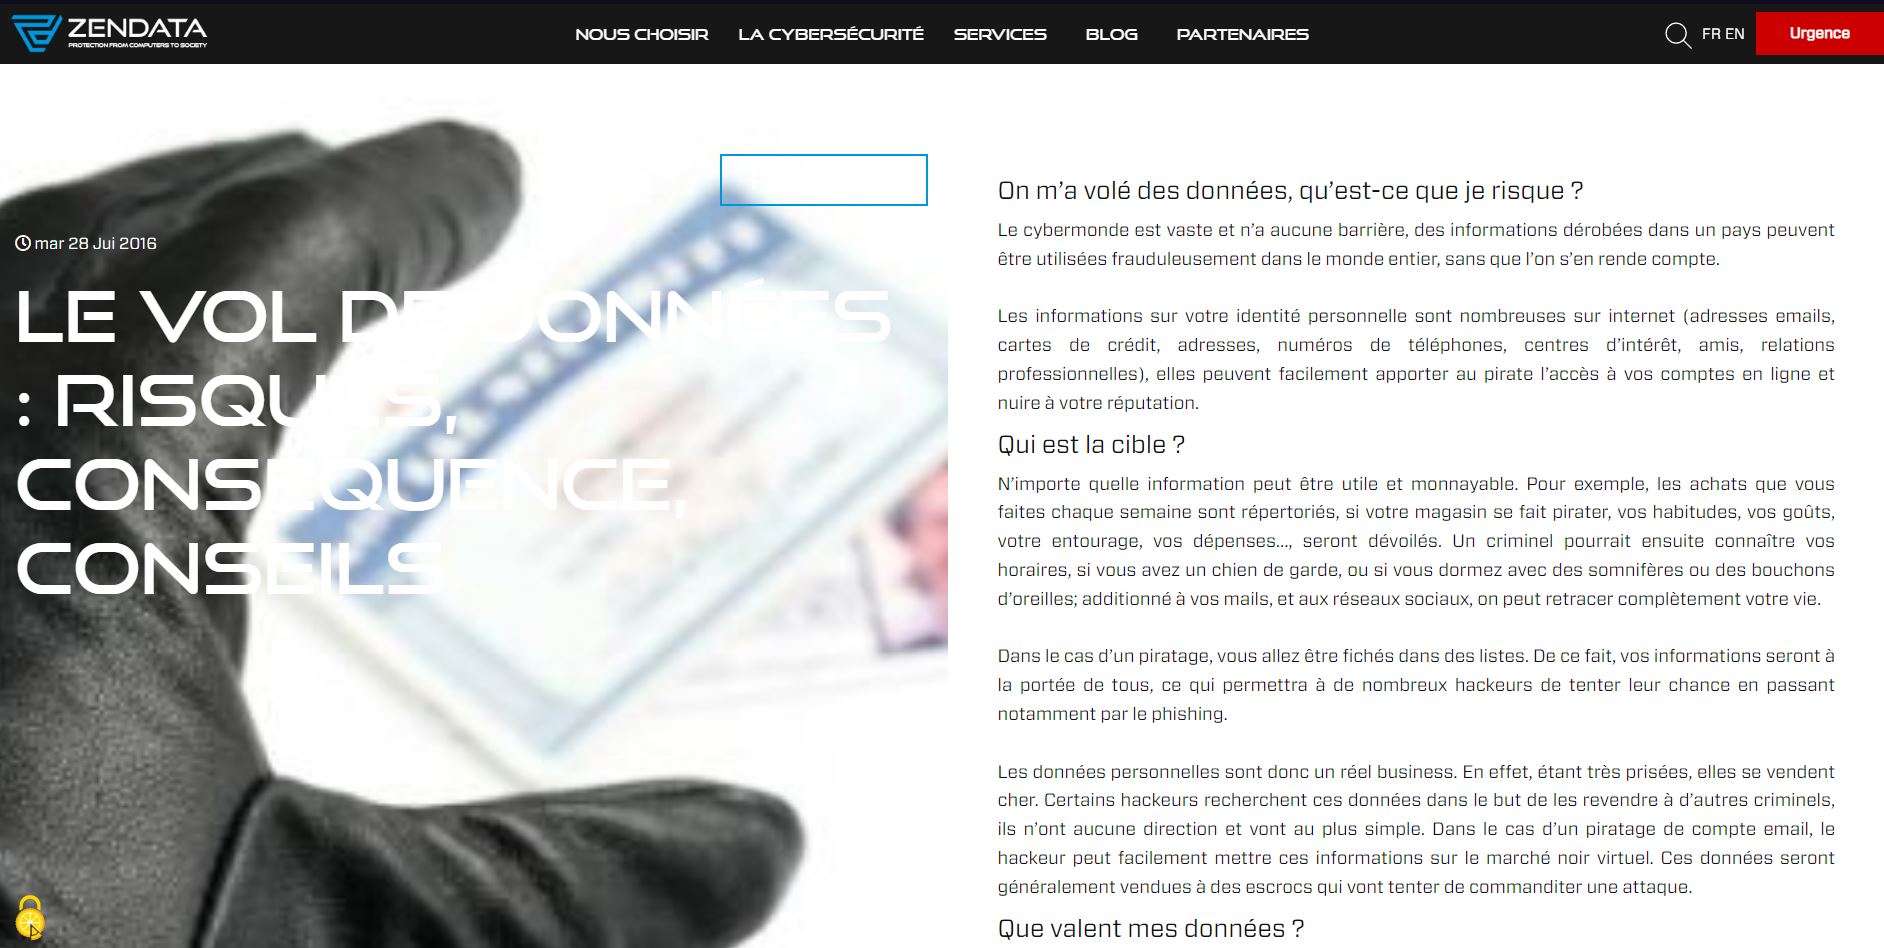 ZENDATA
PROTECTION FROM COMPUTERS TO SOCIETY
NOUS CHOISIR LA CYBERSÉCURITÉ SERVICES BLOG PARTENAIRES
FR EN
Urgence
mar 28 Jui 2016
LE VOL DE DONNÉES
: RISQUES,
CONSEQUENCE,
CONSEILS
On m’a volé des données, qu’est-ce que je risque ?
Le cybermonde est vaste et n’a aucune barrière, des informations dérobées dans un pays peuvent
être utilisées frauduleusement dans le monde entier, sans que l’on s’en rende compte.
Les informations sur votre identité personnelle sont nombreuses sur internet (adresses emails,
cartes de crédit, adresses, numéros de téléphones, centres d’intérêt, amis, relations
professionnelles), elles peuvent facilement apporter au pirate l’accès à vos comptes en ligne et
nuire à votre réputation.
Qui est la cible ?
N’importe quelle information peut être utile et monnayable. Pour exemple, les achats que vous
faites chaque semaine sont répertoriés, si votre magasin se fait pirater, vos habitudes, vos goûts,
votre entourage, vos dépenses…, seront dévoilés. Un criminel pourrait ensuite connaître vos
horaires, si vous avez un chien de garde, ou si vous dormez avec des somnifères ou des bouchons
d’oreilles; additionné à vos mails, et aux réseaux sociaux, on peut retracer complètement votre vie.
Dans le cas d’un piratage, vous allez être fichés dans des listes. De ce fait, vos informations seront à
la portée de tous, ce qui permettra à de nombreux hackeurs de tenter leur chance en passant
notamment par le phishing.
Les données personnelles sont donc un réel business. En effet, étant très prisées, elles se vendent
cher. Certains hackeurs recherchent ces données dans le but de les revendre à d’autres criminels,
ils n’ont aucune direction et vont au plus simple. Dans le cas d’un piratage de compte email, le
hackeur peut facilement mettre ces informations sur le marché noir virtuel. Ces données seront
généralement vendues à des escrocs qui vont tenter de commanditer une attaque.
Que valent mes données ?